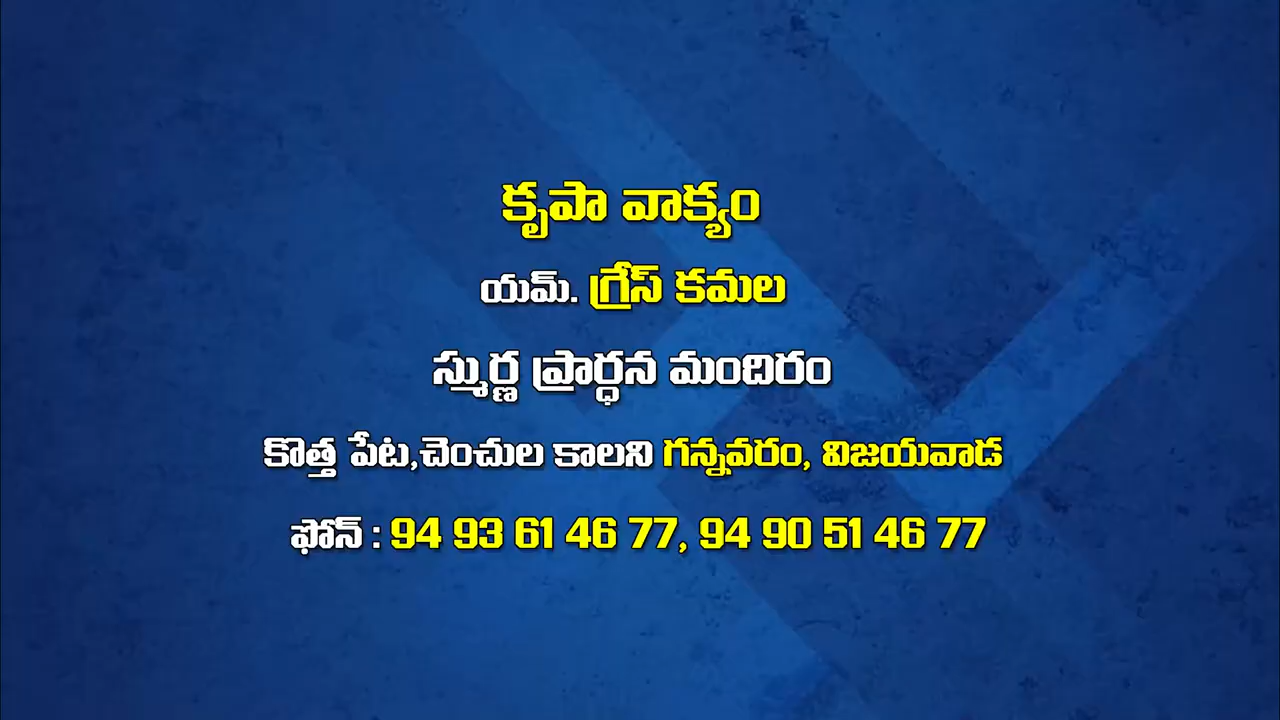 కృపా వాక్యం
యమ్. గ్రేస్ కమల
స్ముర్ణ ప్రార్ధన మందిరం
కొత్త పేట,చెంచుల కాలని గన్నవరం, విజయవాడ
ఫోన్ : 94 93 61 46 77, 94 90 51 46 77